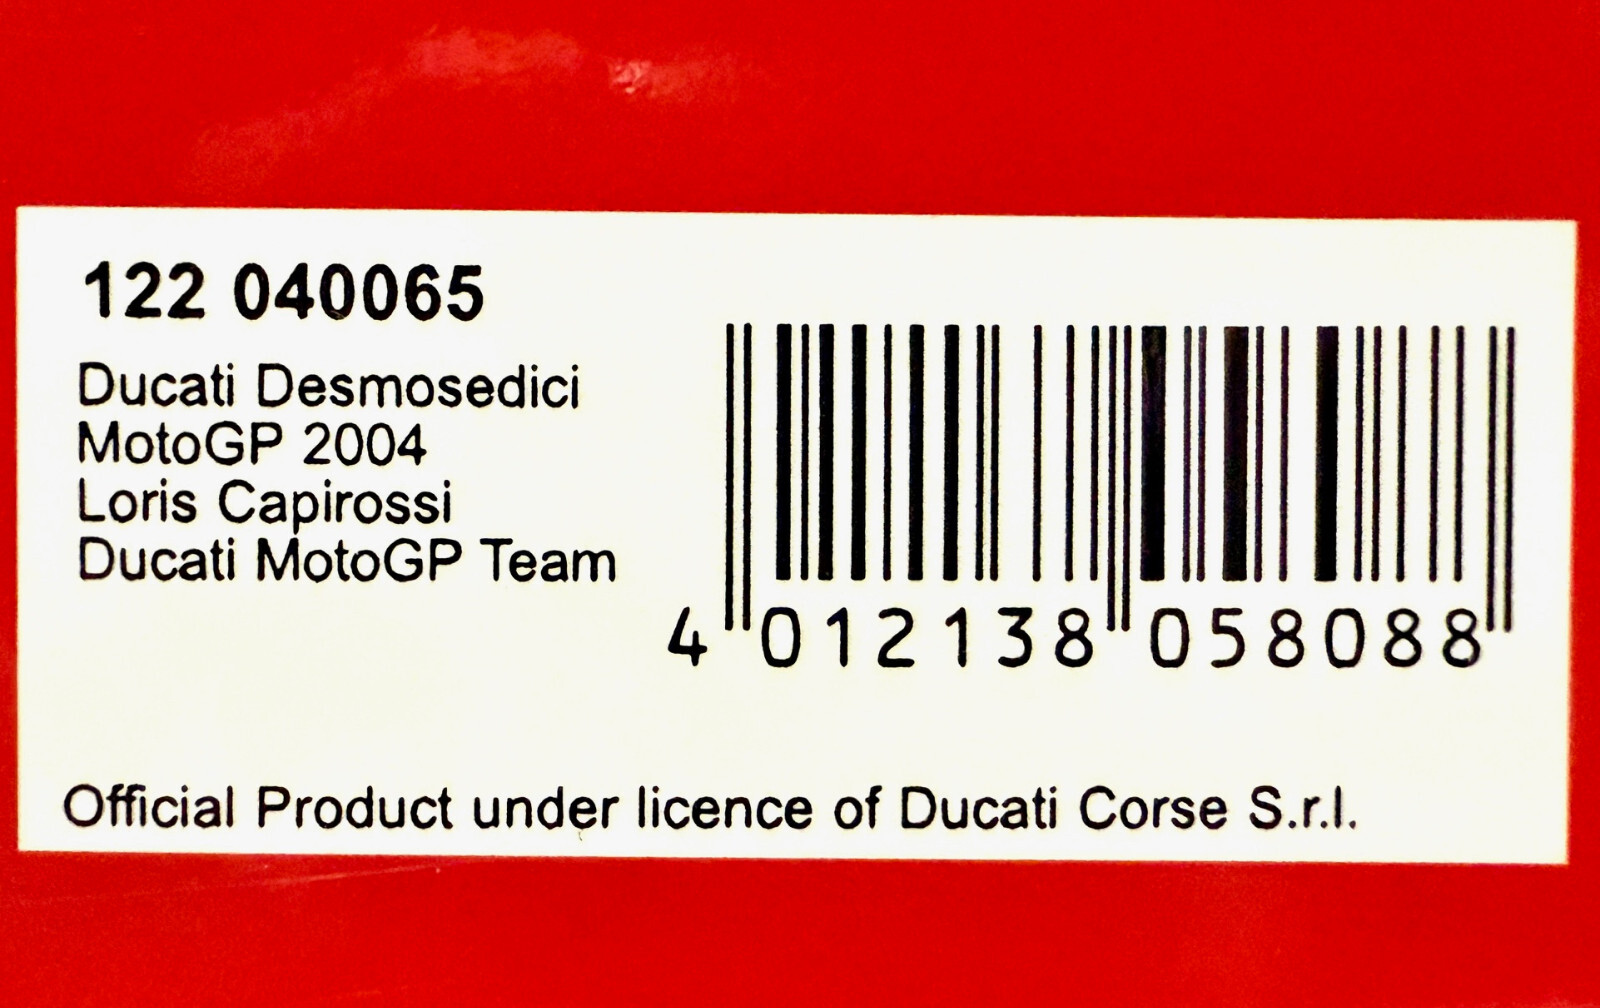 122 040065
Ducati Desmosedici
MotoGP 2004
Loris Capirossi
Ducati MotoGP Team
4 012138 058088
Official Product under licence of Ducati Corse S.r.l.